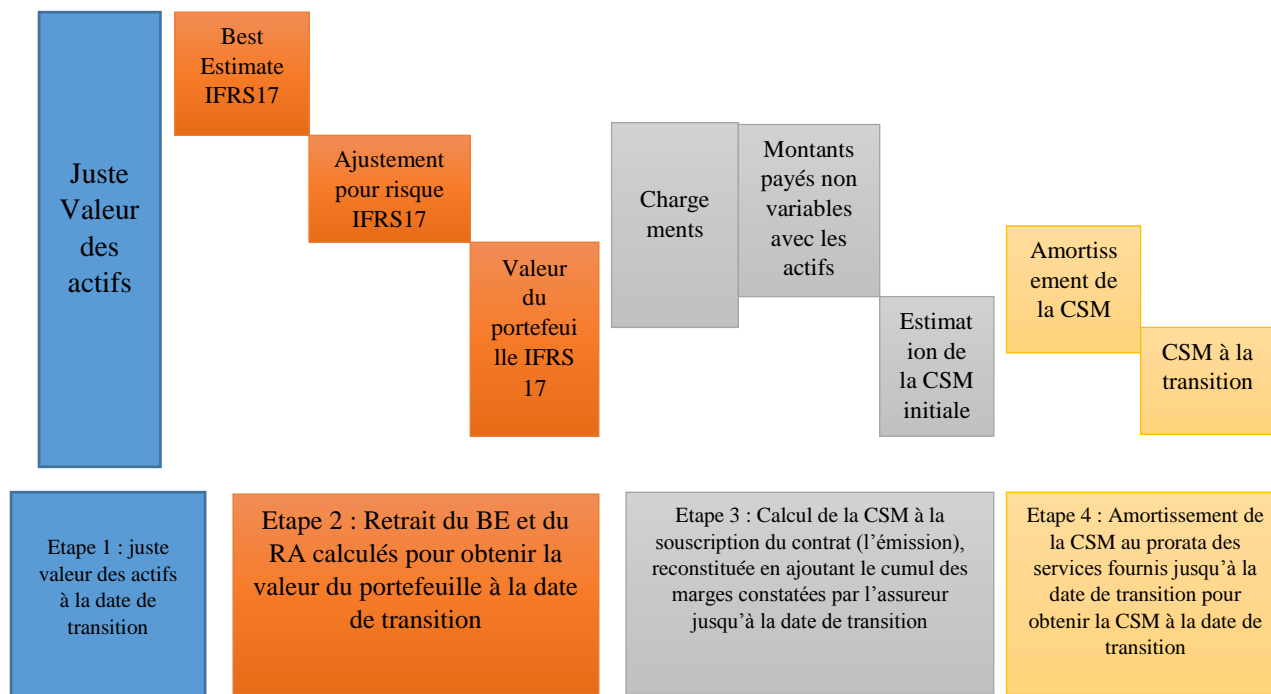 Juste
Valeur
des
actifs
Best
Estimate
IFRS17
Ajustement
pour risque
IFRS17
Valeur
du
portefeui
lle IFRS
17
Charge
ments
Montants
payés non
variables
avec les
actifs
Estimat
ion de
la CSM
initiale
Amortiss
ement de
la CSM
CSM à la
transition
Etape 1 : juste
valeur des actifs
à la date de
transition
Etape 2 : Retrait du BE et du
RA calculés pour obtenir la
valeur du portefeuille à la date
de transition
Etape 3 : Calcul de la CSM à la
souscription du contrat (l’émission),
reconstituée en ajoutant le cumul des
marges constatées par l’assureur
jusqu’à la date de transition
Etape 4 : Amortissement de
la CSM au prorata des
services fournis jusqu’à la
date de transition pour
obtenir la CSM à la date de
transition